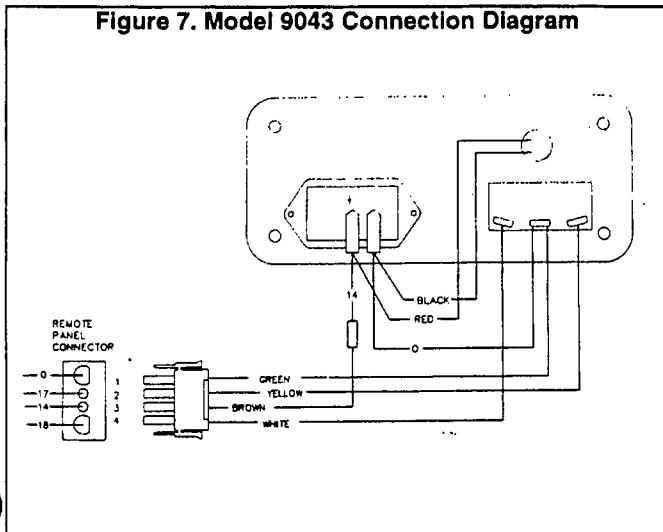 Figure 7. Model 9043 Connection Diagram
+
14
BLACK
RED
0
REMOTE
PANEL
CONNECTOR
0
17
14
18
1
2
3
4
GREEN
YELLOW
BROWN
WHITE